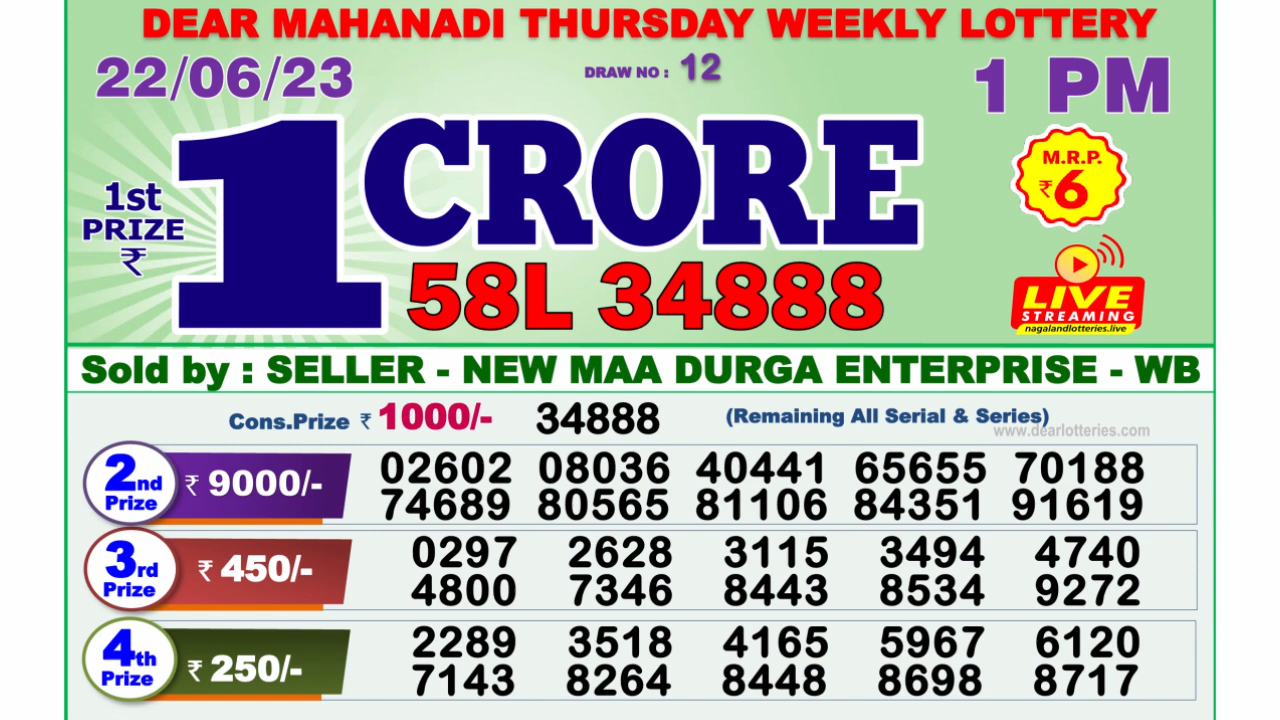 DEAR MAHANADI THURSDAY WEEKLY LOTTERY
22/06/23 DRAW NO : 12 1 PM
1st PRIZE ₹
1 CRORE
58L 34888
M.R.P.
₹6
LIVE
STREAMING
nagalandlotteries.live
Sold by : SELLER - NEW MAA DURGA ENTERPRISE - WB
Cons.Prize ₹ 1000/- 34888 (Remaining All Serial & Series)
www.dearlotteries.com
2nd Prize ₹ 9000/-
02602 08036 40441 65655 70188
74689 80565 81106 84351 91619
3rd Prize ₹ 450/-
0297 2628 3115 3494 4740
4800 7346 8443 8534 9272
4th Prize ₹ 250/-
2289 3518 4165 5967 6120
7143 8264 8448 8698 8717